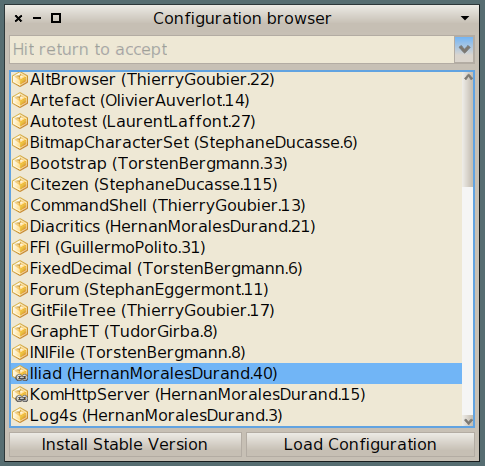 Configuration browser
Hit return to accept
AltBrowser (ThierryGoubier.22)
Artefact (OlivierAuverlot.14)
Autotest (LaurentLaffont.27)
BitmapCharacterSet (StephaneDucasse.6)
Bootstrap (TorstenBergmann.33)
Citezen (StephaneDucasse.115)
CommandShell (ThierryGoubier.13)
Diacritics (HernanMoralesDurand.21)
FFI (GuillermoPolito.31)
FixedDecimal (TorstenBergmann.6)
Forum (StephanEggermont.11)
GitFileTree (ThierryGoubier.17)
GraphET (TudorGirba.8)
INIFile (TorstenBergmann.8)
Iliad (HernanMoralesDurand.40)
KomHttpServer (HernanMoralesDurand.15)
Log4s (HernanMoralesDurand.3)
Install Stable Version
Load Configuration